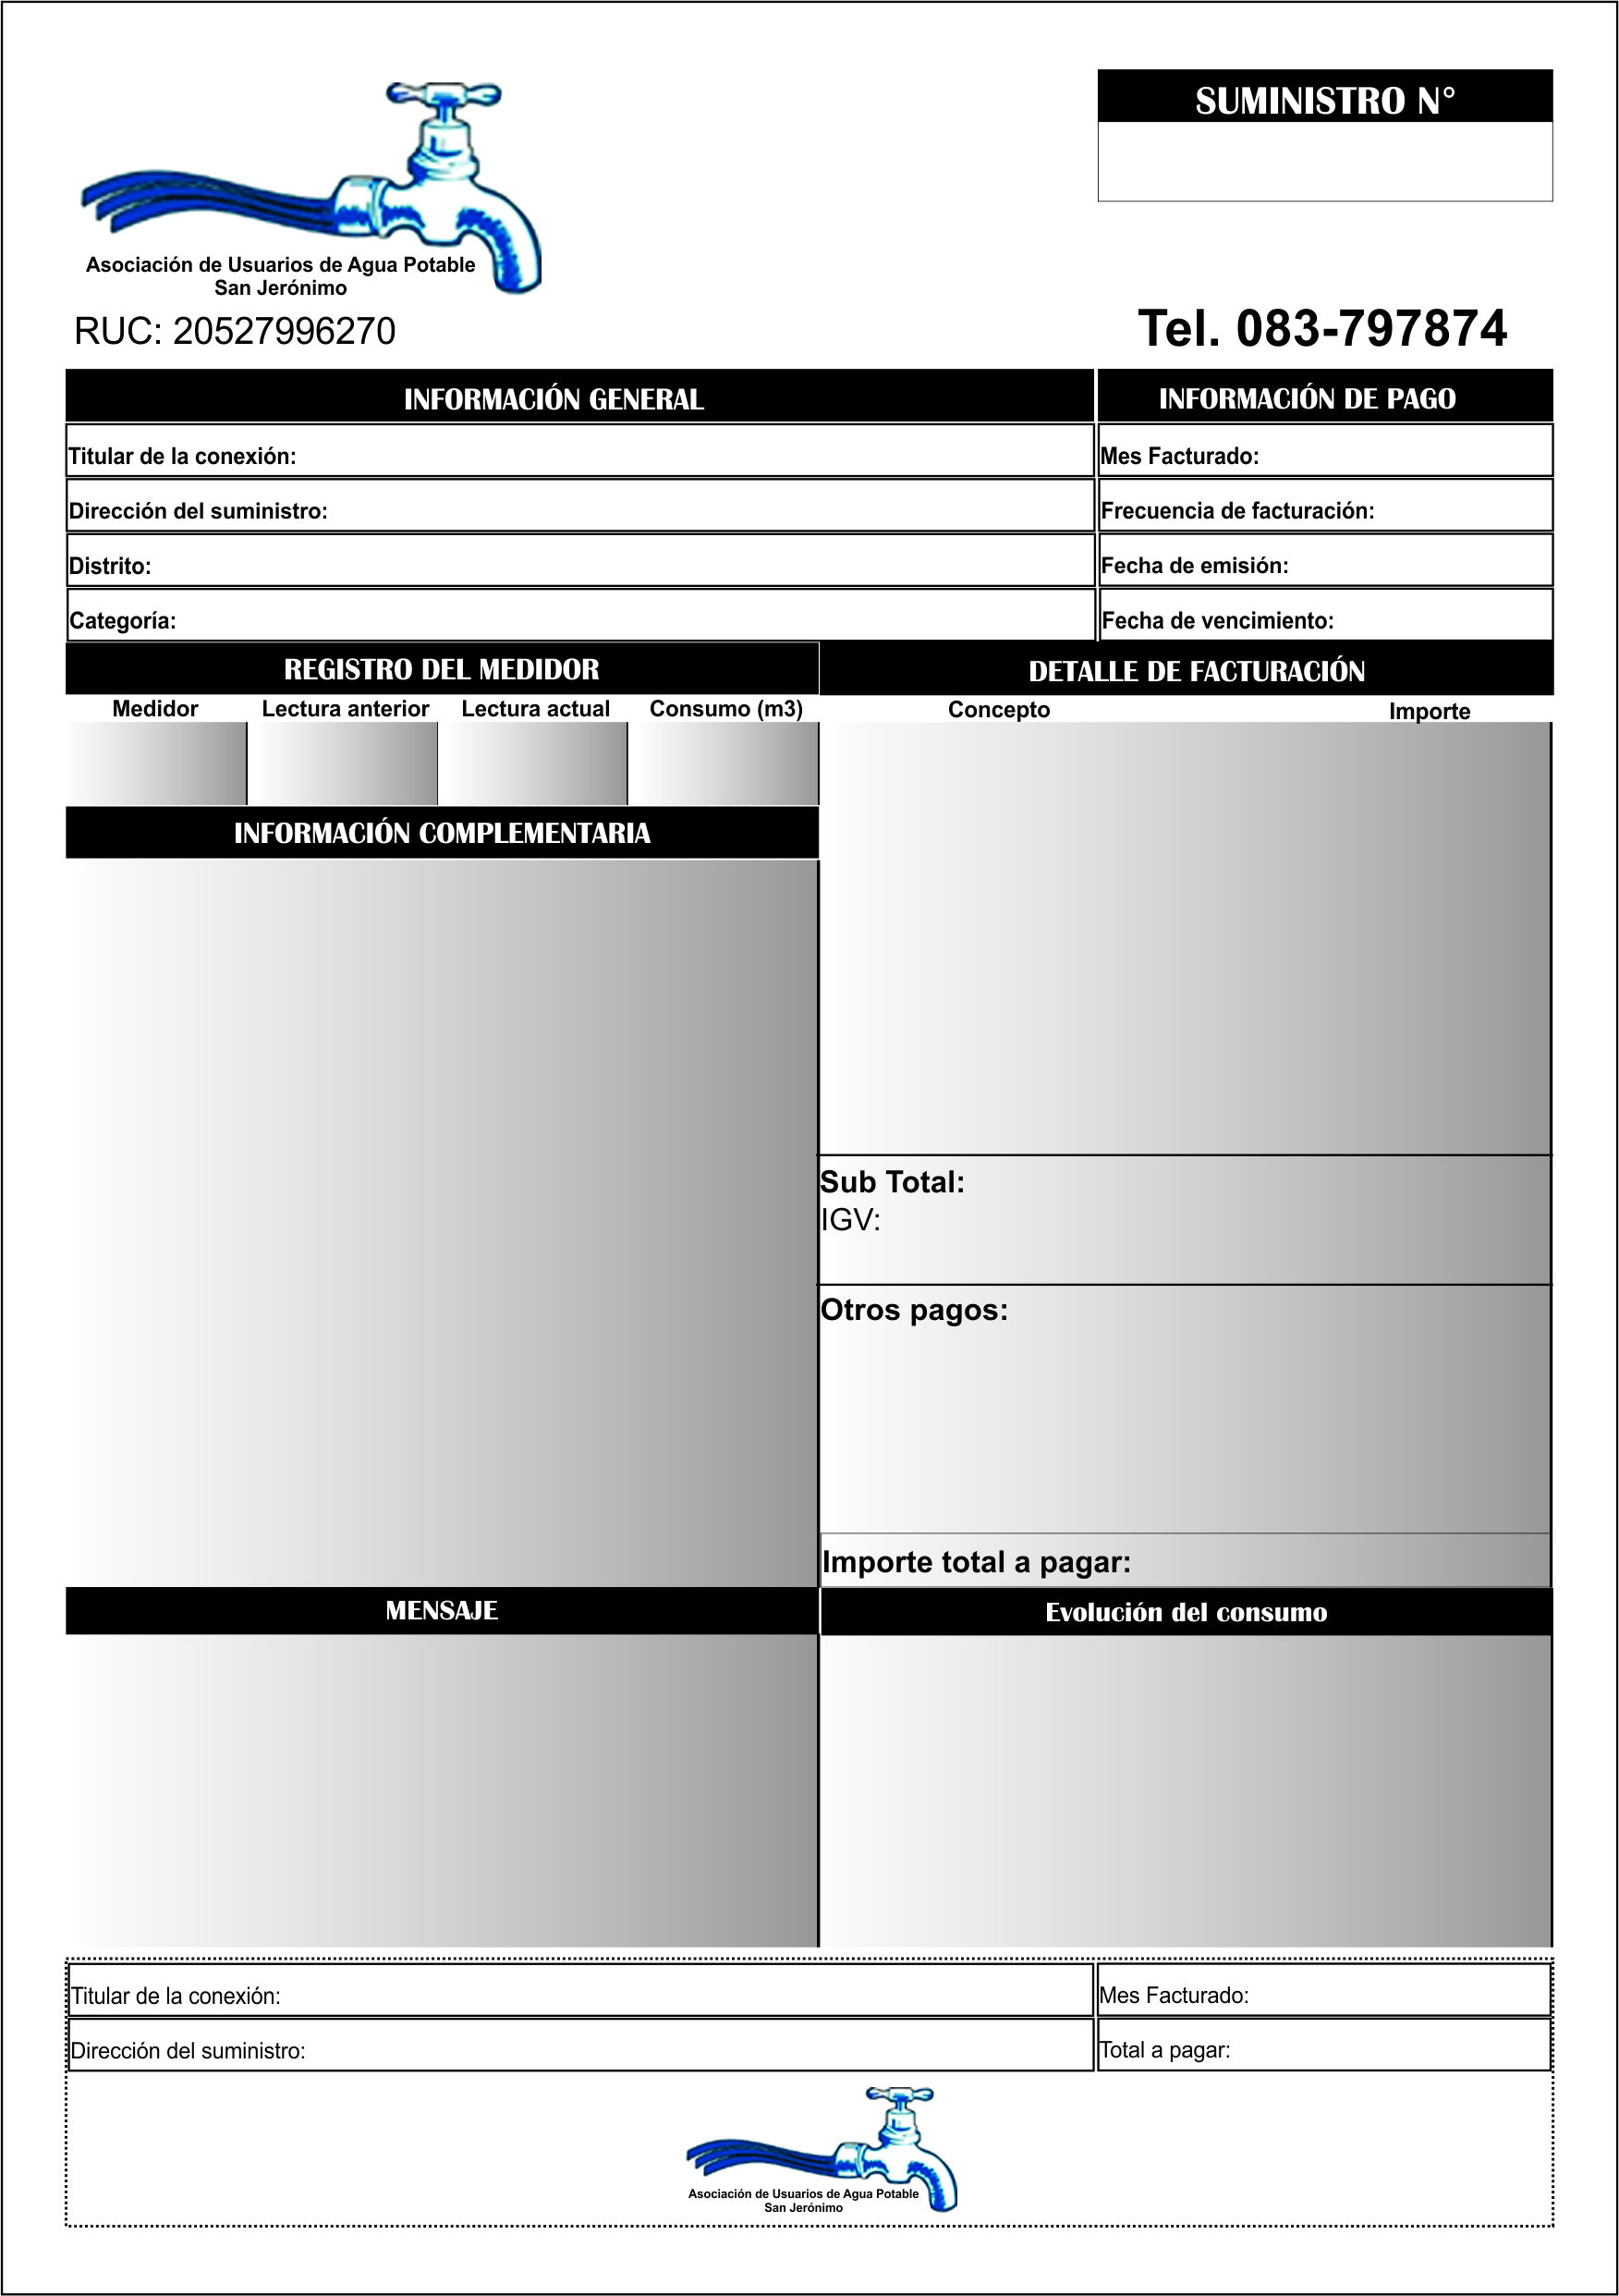 SUMINISTRO N°
Asociación de Usuarios de Agua Potable
San Jerónimo
RUC: 20527996270
Tel. 083-797874
INFORMACIÓN GENERAL
INFORMACIÓN DE PAGO
Titular de la conexión:
Mes Facturado:
Dirección del suministro:
Frecuencia de facturación:
Distrito:
Fecha de emisión:
Categoría:
Fecha de vencimiento:
REGISTRO DEL MEDIDOR
DETALLE DE FACTURACIÓN
Medidor Lectura anterior Lectura actual Consumo (m3)
Concepto Importe
INFORMACIÓN COMPLEMENTARIA
Sub Total:
IGV:
Otros pagos:
Importe total a pagar:
MENSAJE
Evolución del consumo
Titular de la conexión:
Mes Facturado:
Dirección del suministro:
Total a pagar:
Asociación de Usuarios de Agua Potable
San Jerónimo